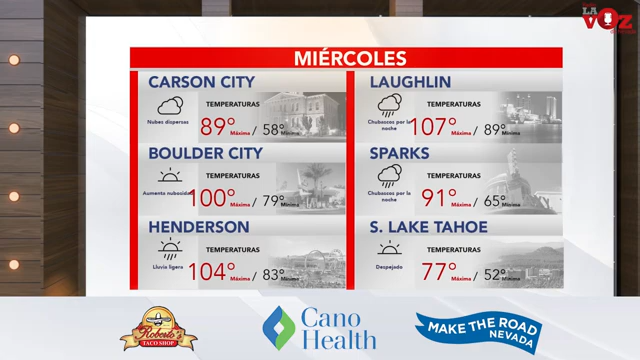 LA
VOZ
MIÉRCOLES
CARSON CITY
TEMPERATURAS
Nubes dispersas
89° Máxima / 58° Mínima
BOULDER CITY
TEMPERATURAS
Aumento nubosidad
100° Máxima / 79° Mínima
HENDERSON
TEMPERATURAS
Lluvia ligera
104° Máxima / 83° Mínima
LAUGHLIN
TEMPERATURAS
Chubascos por la
noche
107° Máxima / 89° Mínima
SPARKS
TEMPERATURAS
Chubascos por la
noche
91° Máxima / 65° Mínima
S. LAKE TAHOE
TEMPERATURAS
Despejado
77° Máxima / 52° Mínima
Roberto's
TACO SHOP
Cano
Health
MAKE THE ROAD
NEVADA